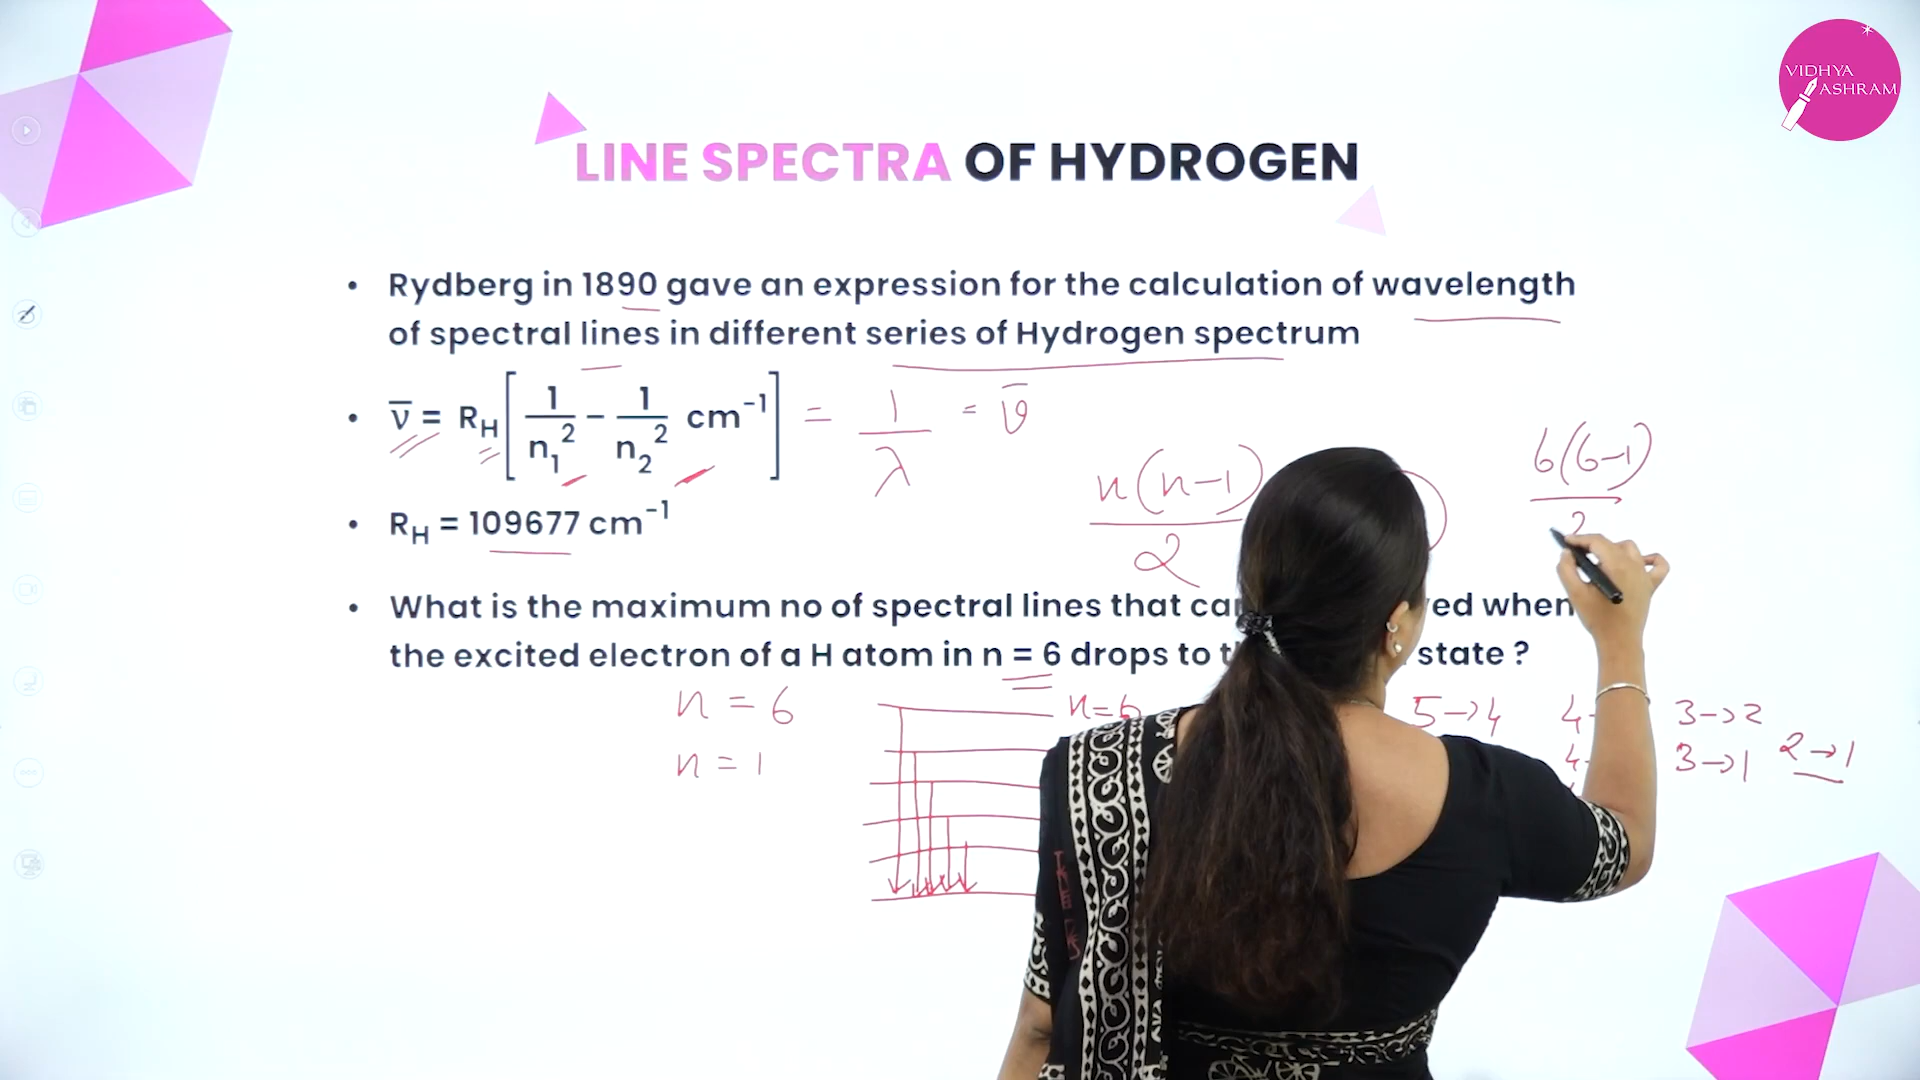 VIDHYA
ASHRAM
LINE SPECTRA OF HYDROGEN
• Rydberg in 1890 gave an expression for the calculation of wavelength
of spectral lines in different series of Hydrogen spectrum
• ν̅ = R_H [ 1/n₁² − 1/n₂² cm⁻¹ ] = 1/λ = ν̅
n(n-1)/2
6(6-1)/2
• R_H = 109677 cm⁻¹
• What is the maximum no of spectral lines that when
the excited electron of a H atom in n = 6 drops to state ?
n = 6
n = 1
n=6
5→4
3→2
3→1
2→1